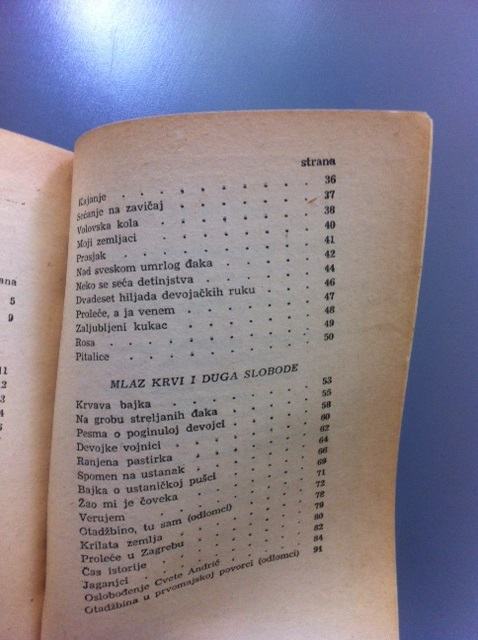 5
9
strana
Kajanje . . . . . . . . 36
Sećanje na zavičaj . . . . . . 37
Volovska kola . . . . . . . 38
Moji zemljaci . . . . . . . 40
Prosjak . . . . . . . . 41
Nad sveskom umrlog đaka . . . . 42
Neko se seća detinjstva . . . . . 44
Dvadeset hiljada devojačkih ruku . . 46
Proleće, a ja venem . . . . . . 47
Zaljubljeni kukac . . . . . . 48
Rosa . . . . . . . . . 49
Pitalice . . . . . . . . 50
MLAZ KRVI I DUGA SLOBODE
Krvava bajka . . . . . . . 53
Na grobu streljanih đaka . . . . 55
Pesma o poginuloj devojci . . . . 58
Devojke vojnici . . . . . . 60
Ranjena pastirka . . . . . . 62
Spomen na ustanak . . . . . . 64
Bajka o ustaničkoj pušci . . . . 66
Žao mi je čoveka . . . . . . 69
Verujem . . . . . . . . 71
Otadžbino, tu sam (odlomci) . . . 72
Krilata zemlja . . . . . . . 78
Proleće u Zagrebu . . . . . . 79
Čas istorije . . . . . . . 80
Jaganjci . . . . . . . . 82
Oslobođenje Cvete Andrić . . . . 84
Otadžbina u prvomajskoj povorci (odlomci) 91